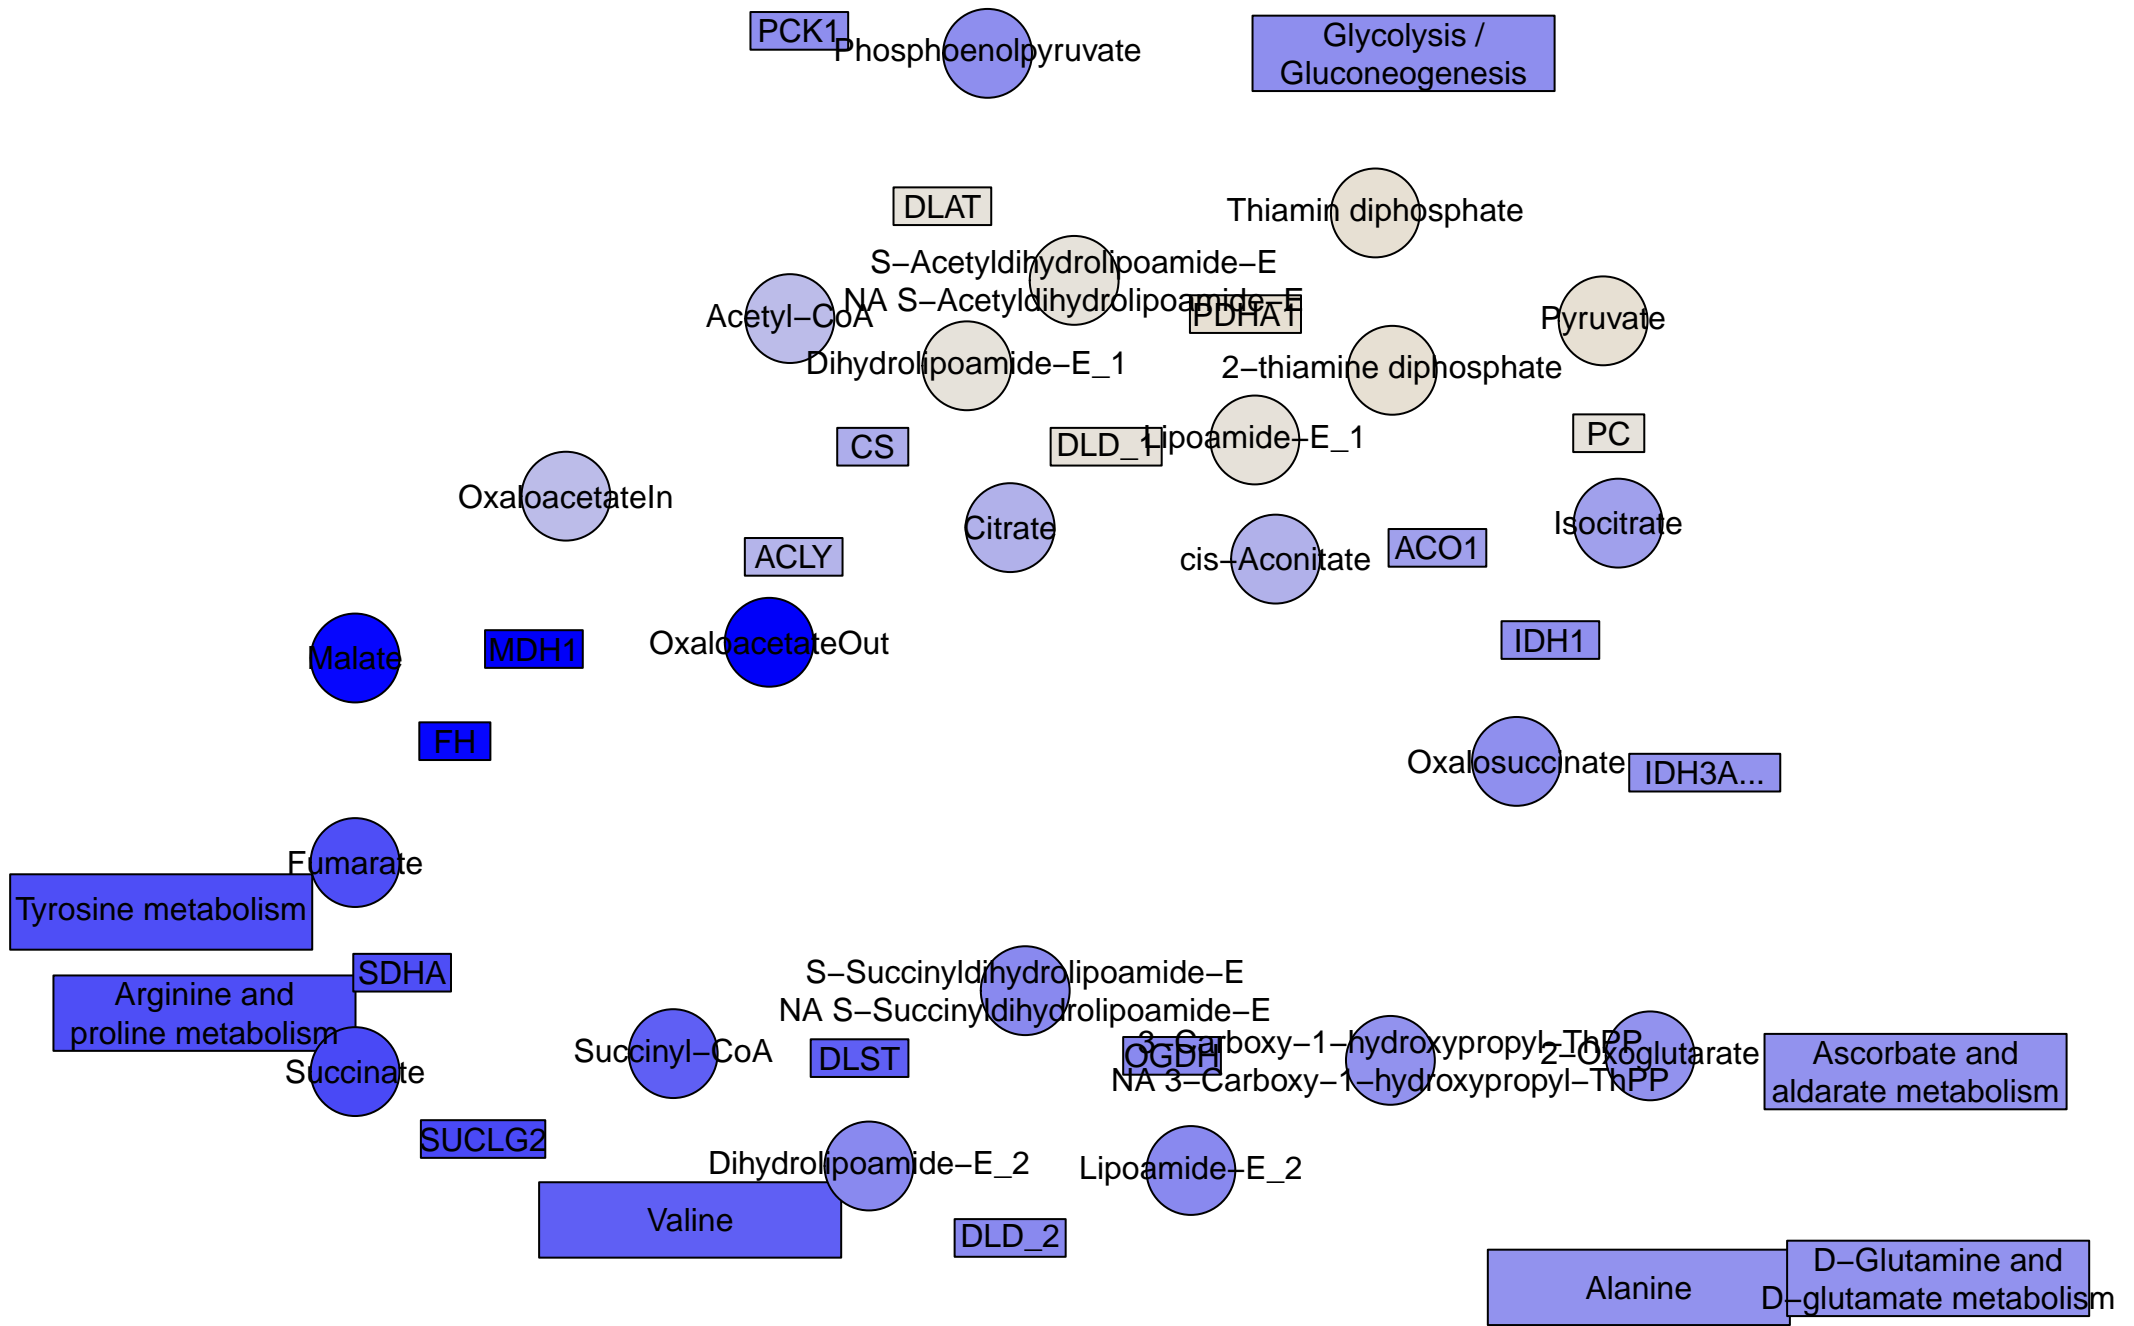 PCK1
Phosphoenolpyruvate
Glycolysis /
Gluconeogenesis
DLAT
Thiamin diphosphate
S−Acetyldihydrolipoamide−E
NA S−Acetyldihydrolipoamide−E
Acetyl−CoA
PDHA1
Pyruvate
Dihydrolipoamide−E_1
2−thiamine diphosphate
CS
DLD_1
Lipoamide−E_1
PC
OxaloacetateIn
Citrate
Isocitrate
ACLY
cis−Aconitate
ACO1
Malate
MDH1
OxaloacetateOut
IDH1
FH
Oxalosuccinate
IDH3A...
Fumarate
Tyrosine metabolism
SDHA
Arginine and
proline metabolism
S−Succinyldihydrolipoamide−E
NA S−Succinyldihydrolipoamide−E
Succinate
Succinyl−CoA
DLST
OGDH
3−Carboxy−1−hydroxypropyl−ThPP
NA 3−Carboxy−1−hydroxypropyl−ThPP
2−Oxoglutarate
Ascorbate and
aldarate metabolism
SUCLG2
Dihydrolipoamide−E_2
Lipoamide−E_2
Valine
DLD_2
Alanine
D−Glutamine and
D−glutamate metabolism